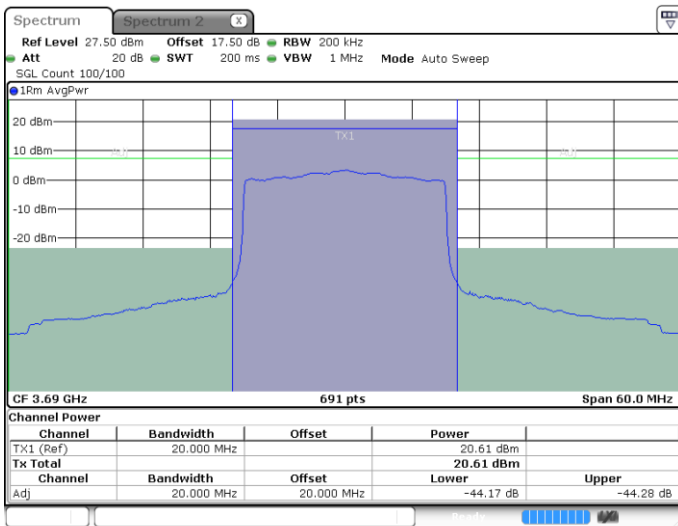 Spectrum Spectrum 2 X
Ref Level 27.50 dBm Offset 17.50 dB RBW 200 kHz
Att 20 dB SWT 200 ms VBW 1 MHz Mode Auto Sweep
SGL Count 100/100
1Rm AvgPwr
20 dBm
TX1
10 dBm
Adj Adj
0 dBm
-10 dBm
-20 dBm
CF 3.69 GHz 691 pts Span 60.0 MHz
Channel Power
Channel Bandwidth Offset Power
TX1 (Ref) 20.000 MHz 20.61 dBm
Tx Total 20.61 dBm
Channel Bandwidth Offset Lower Upper
Adj 20.000 MHz 20.000 MHz -44.17 dB -44.28 dB
Ready